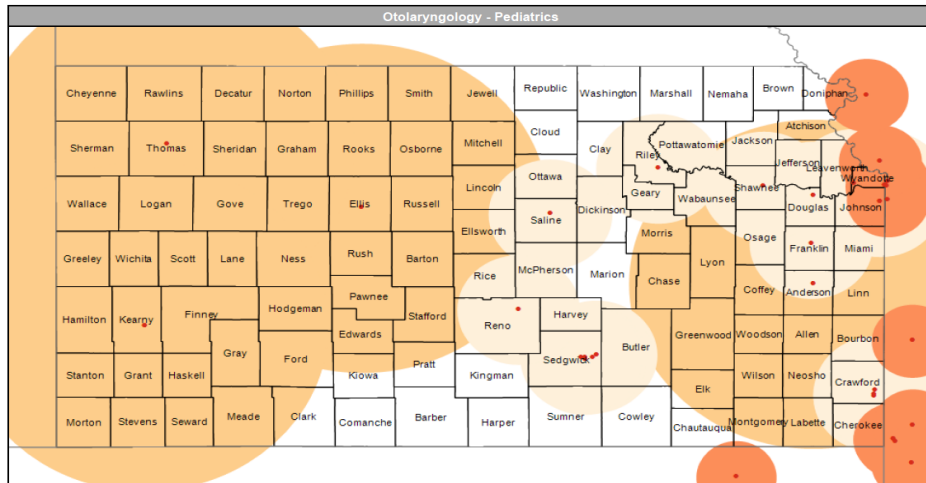 Otolaryngology - Pediatrics
Cheyenne Rawlins Decatur Norton Phillips Smith Jewell Republic Washington Marshall Nemaha Brown Doniphan
Cloud Atchison
Sherman Thomas Sheridan Graham Rooks Osborne Mitchell Clay Riley Pottawatomie Jackson Jefferson Leavenworth
Ottawa Wyandotte
Wallace Logan Gove Trego Ellis Russell Lincoln Saline Dickinson Geary Wabaunsee Shawnee Douglas Johnson
Ellsworth Morris Osage
Greeley Wichita Scott Lane Ness Rush Barton Rice McPherson Marion Chase Lyon Franklin Miami
Hamilton Kearny Finney Hodgeman Pawnee Stafford Reno Harvey Coffey Anderson Linn
Edwards Greenwood Woodson Allen Bourbon
Stanton Grant Haskell Gray Ford Kiowa Pratt Kingman Sedgwick Butler Elk Wilson Neosho Crawford
Morton Stevens Seward Meade Clark Comanche Barber Harper Sumner Cowley Chautauqua Montgomery Labette Cherokee